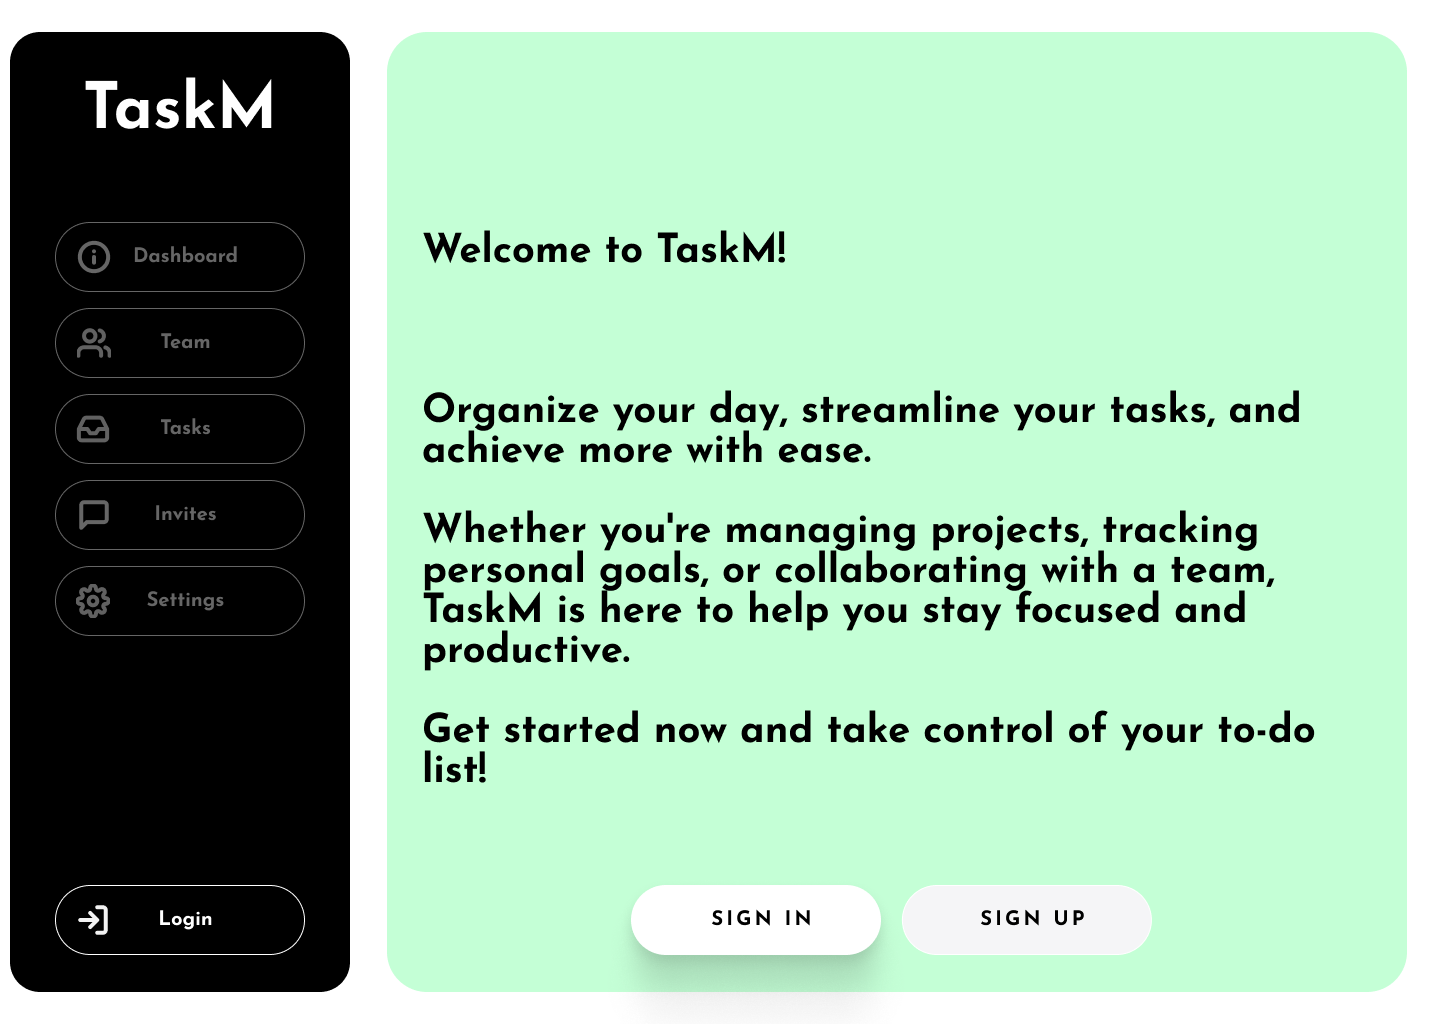 TaskM
Dashboard
Team
Tasks
Invites
Settings
Login
Welcome to TaskM!
Organize your day, streamline your tasks, and
achieve more with ease.
Whether you're managing projects, tracking
personal goals, or collaborating with a team,
TaskM is here to help you stay focused and
productive.
Get started now and take control of your to-do
list!
SIGN IN
SIGN UP